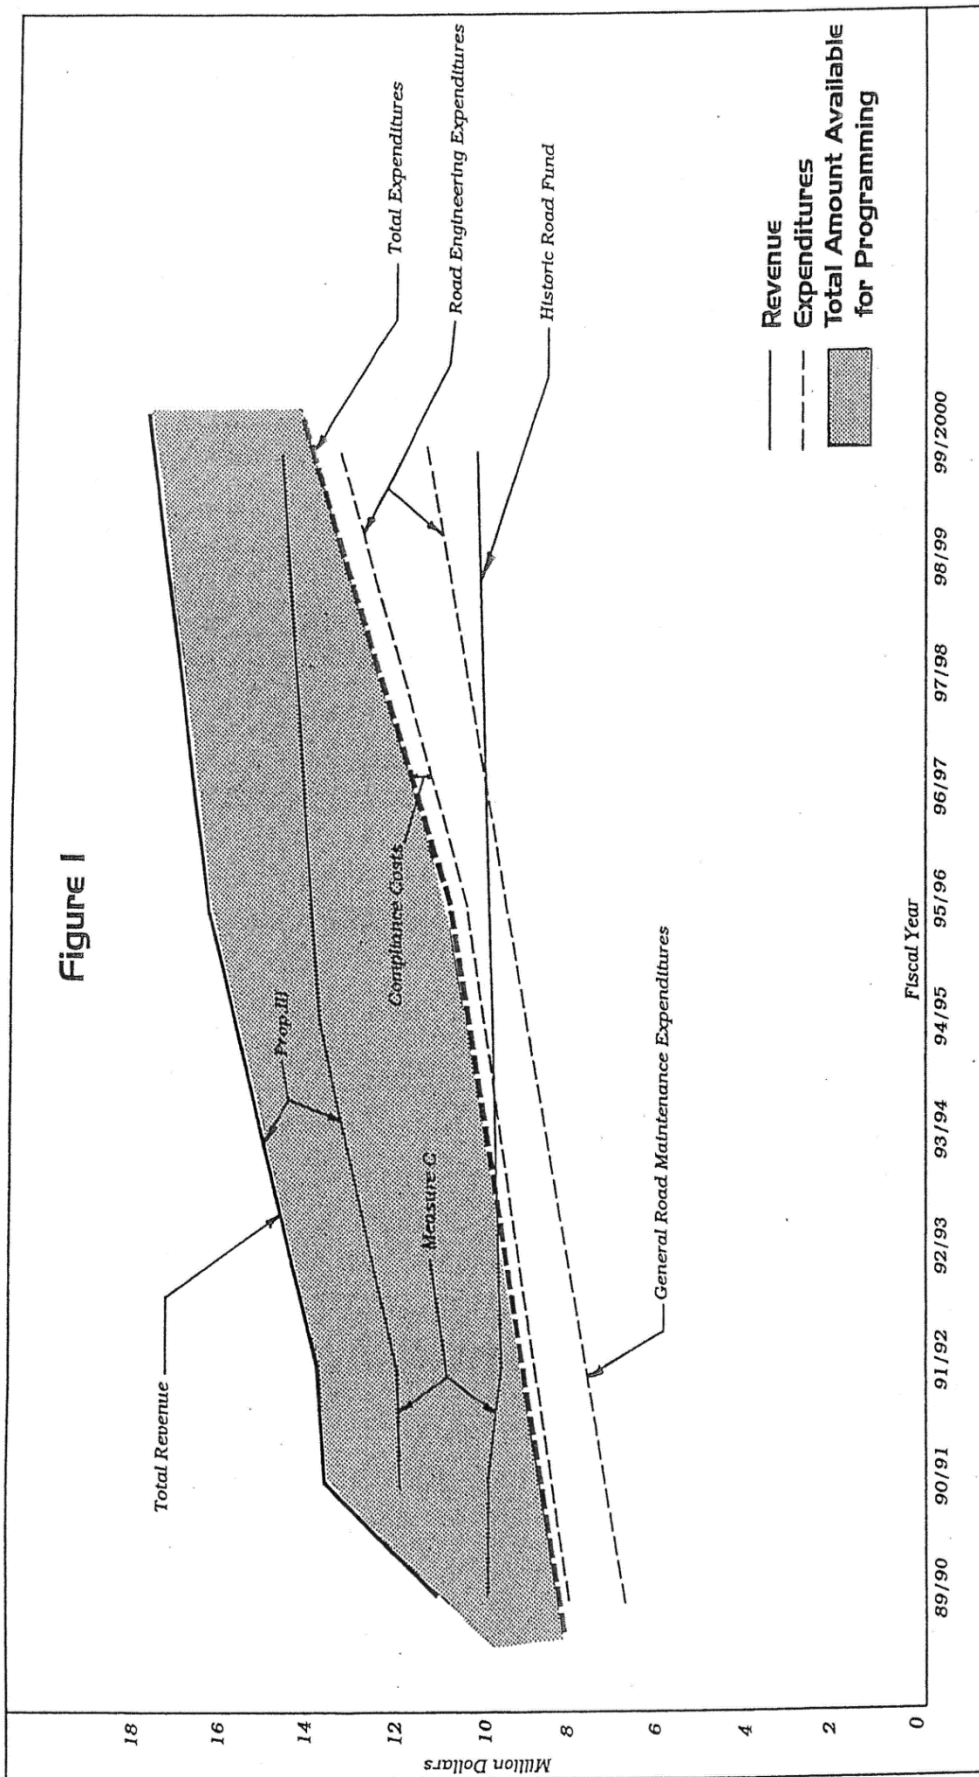 Figure 1
Total Revenue
Prop.111
Measure C
Compliance Costs
Total Expenditures
Road Engineering Expenditures
Historic Road Fund
General Road Maintenance Expenditures
Revenue
Expenditures
Total Amount Available
for Programming
Million Dollars
18
16
14
12
10
8
6
4
2
0
89/90 90/91 91/92 92/93 93/94 94/95 95/96 96/97 97/98 98/99 99/2000
Fiscal Year